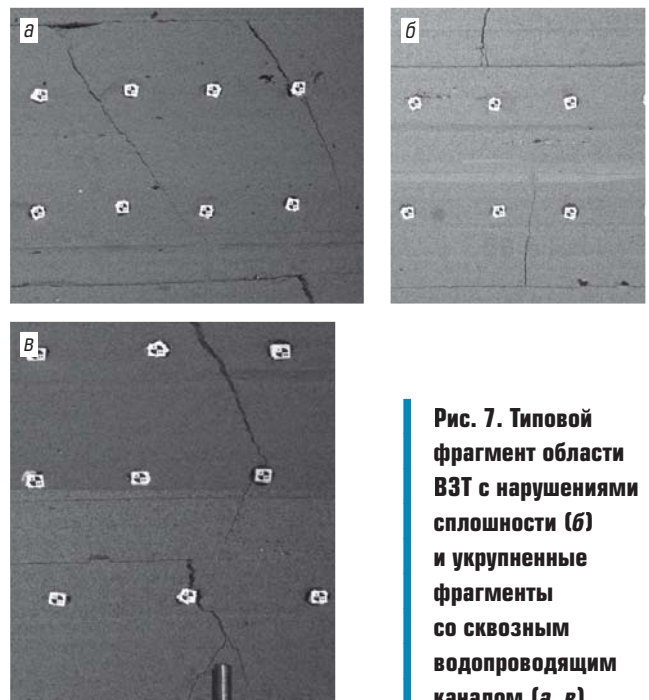 а
б
в
Рис. 7. Типовой
фрагмент области
ВЗТ с нарушениями
сплошности (б)
и укрупненные
фрагменты
со сквозным
водопроводящим
каналом (а, в)